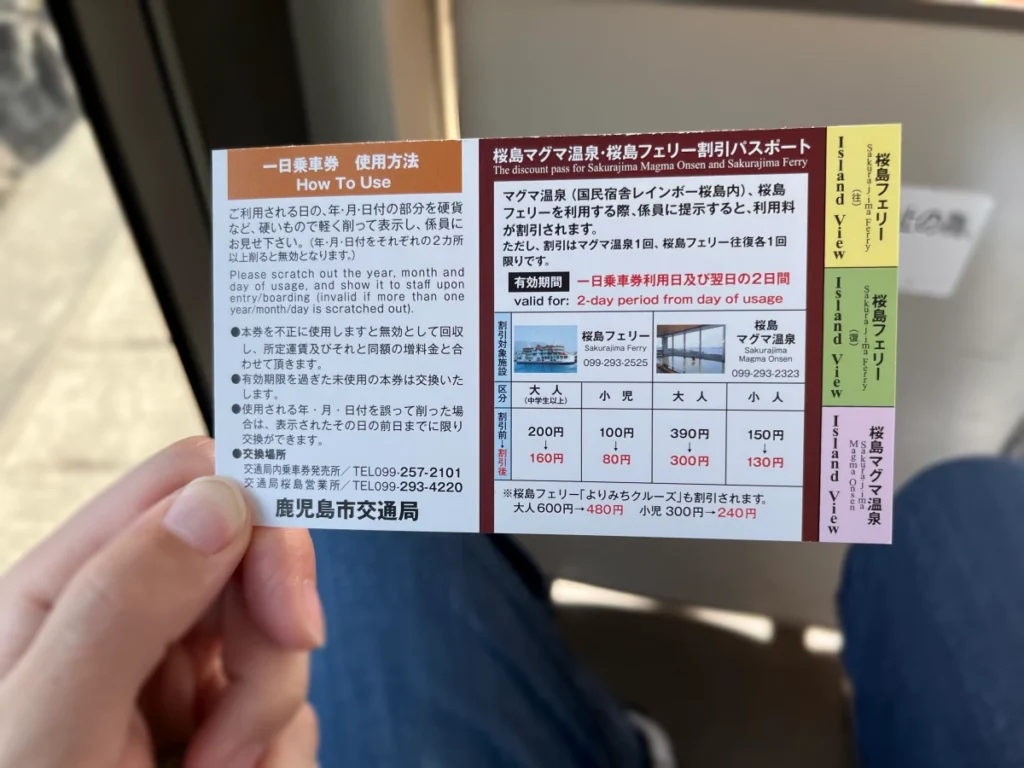 一日乗車券 使用方法
How To Use
ご利用される日の、年・月・日付の部分を硬貨
など、硬いもので軽く削って表示し、係員に
お見せ下さい。(年・月・日付をそれぞれの2カ所
以上削ると無効となります。)
Please scratch out the year, month and
day of usage, and show it to staff upon
entry/boarding (invalid if more than one
year/month/day is scratched out).
●本券を不正に使用しますと無効として回収
し、所定運賃及びそれと同額の増料金と合
わせて頂きます。
●有効期限を過ぎた未使用の本券は交換いた
します。
●使用される年・月・日付を誤って削った場
合は、表示されたその日の前日までに限り
交換ができます。
●交換場所
交通局内乗車券発売所/TEL099-257-2101
交通局桜島営業所/TEL099-293-4220
鹿児島市交通局
桜島マグマ温泉・桜島フェリー割引パスポート
The discount pass for Sakurajima Magma Onsen and Sakurajima Ferry
マグマ温泉(国民宿舎レインボー桜島内)、桜島
フェリーを利用する際、係員に提示すると、利用料
が割引されます。
ただし、割引はマグマ温泉1回、桜島フェリー往復各1回
限りです。
有効期間 一日乗車券利用日及び翌日の2日間
valid for: 2-day period from day of usage
割引対象施設
桜島フェリー
Sakurajima Ferry
099-293-2525
桜島
マグマ温泉
Sakurajima
Magma Onsen
099-293-2323
区分
大人
(中学生以上)
小児
大人
小人
割引前→割引後
200円
↓
160円
100円
↓
80円
390円
↓
300円
150円
↓
130円
※桜島フェリー「よりみちクルーズ」も割引されます。
大人600円→480円 小児300円→240円
桜島フェリー
Sakurajima Ferry
(往)
Island View
桜島フェリー
Sakurajima Ferry
(復)
Island View
桜島マグマ温泉
Sakurajima
Magma Onsen
Island View